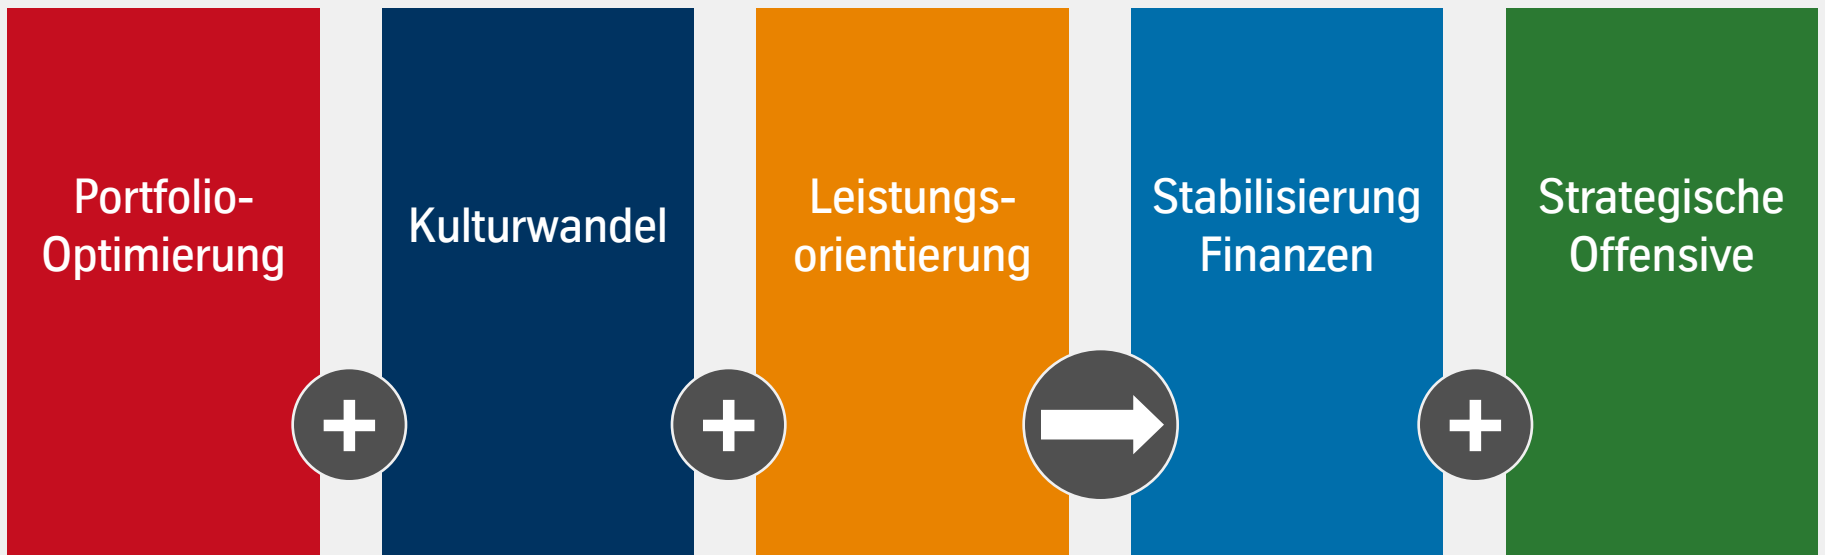 Portfolio-
Optimierung
Kulturwandel
Leistungs-
orientierung
Stabilisierung
Finanzen
Strategische
Offensive